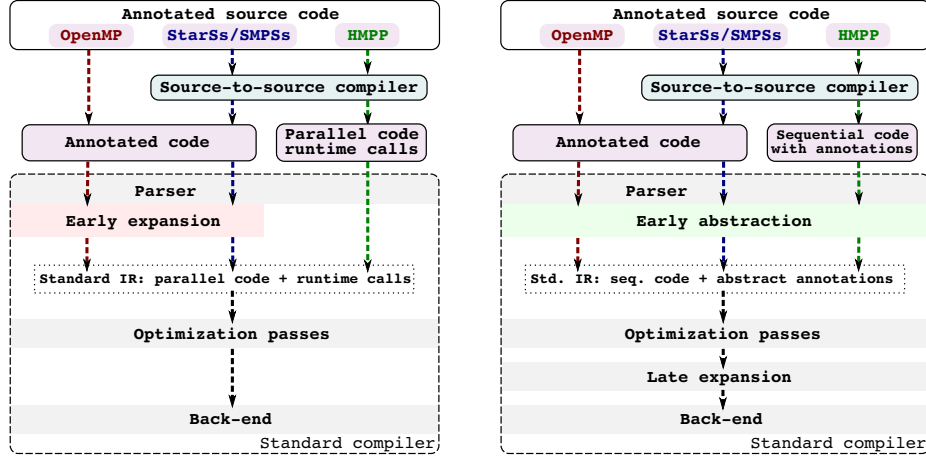 Annotated source code
OpenMP StarSs/SMPSs HMPP
Source-to-source compiler
Annotated code
Parallel code
runtime calls
Parser
Early expansion
Standard IR: parallel code + runtime calls
Optimization passes
Back-end
Standard compiler
Annotated source code
OpenMP StarSs/SMPSs HMPP
Source-to-source compiler
Annotated code
Sequential code
with annotations
Parser
Early abstraction
Std. IR: seq. code + abstract annotations
Optimization passes
Late expansion
Back-end
Standard compiler